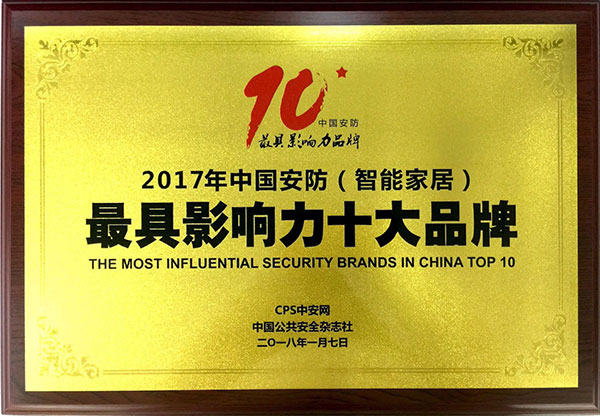 10
中国安防
最具影响力品牌
2017年中国安防（智能家居）
最具影响力十大品牌
THE MOST INFLUENTIAL SECURITY BRANDS IN CHINA TOP 10
CPS中安网
中国公共安全杂志社
二〇一八年一月七日